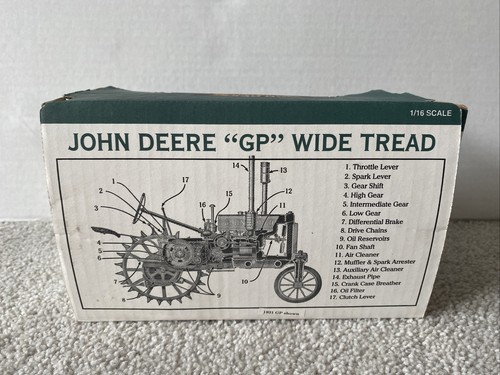 1/16 SCALE
JOHN DEERE “GP” WIDE TREAD
1. Throttle Lever
2. Spark Lever
3. Gear Shift
4. High Gear
5. Intermediate Gear
6. Low Gear
7. Differential Brake
8. Drive Chains
9. Oil Reservoirs
10. Fan Shaft
11. Air Cleaner
12. Muffler & Spark Arrester
13. Auxiliary Air Cleaner
14. Exhaust Pipe
15. Crank Case Breather
16. Oil Filter
17. Clutch Lever
14
13
1
17
2
16
15
12
3
11
4
5
6
7
8
9
10
1931 GP shown